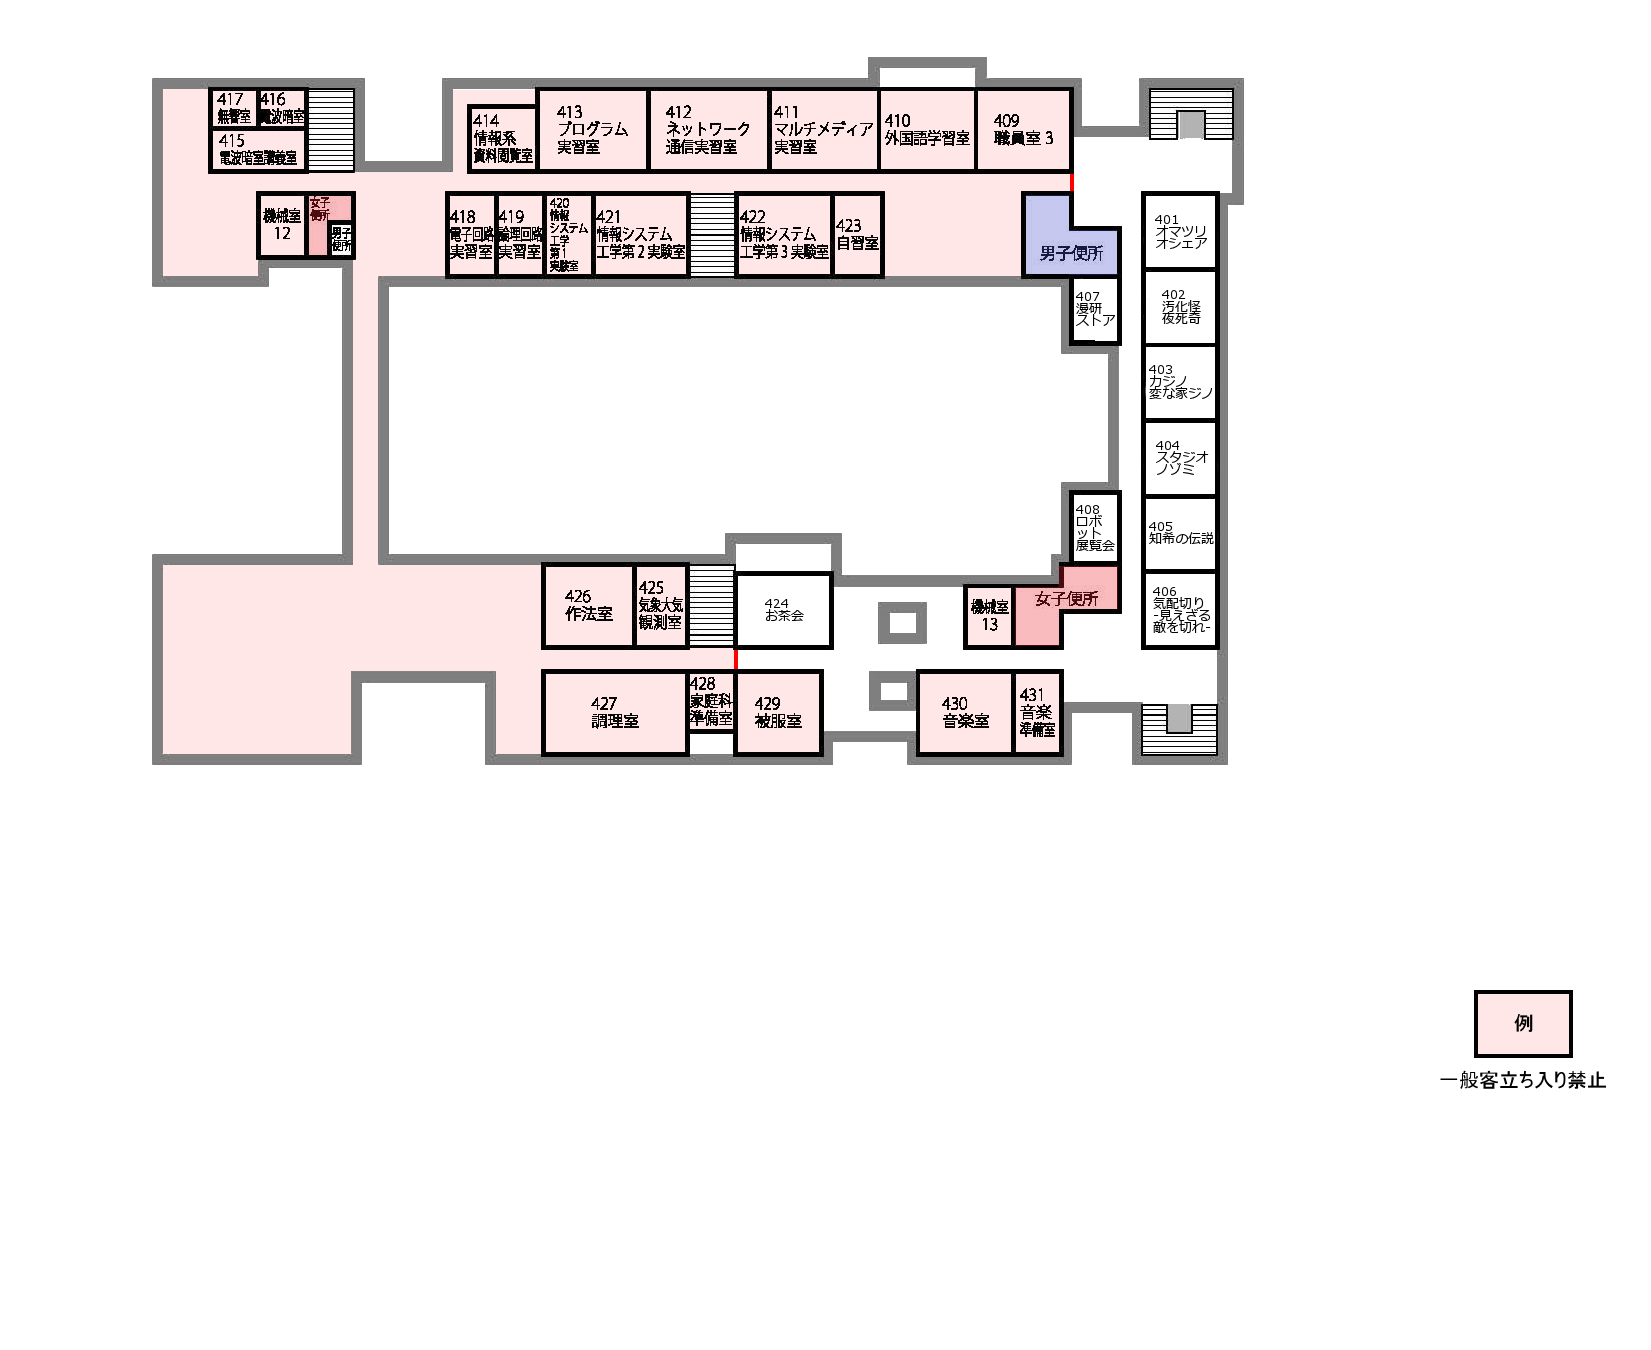 417
無響室
416
電波暗室
415
電波暗室講義室
414
情報系
資料閲覧室
413
プログラム
実習室
412
ネットワーク
通信実習室
411
マルチメディア
実習室
410
外国語学習室
409
職員室 3
機械室
12
女子
便所
男子
便所
418
電子回路
実習室
419
論理回路
実習室
420
情報
システム
工学
第 1
実験室
421
情報システム
工学第 2 実験室
422
情報システム
工学第 3 実験室
423
自習室
男子便所
401
オマツリ
オシェア
407
漫研
ストア
402
汚化怪
夜死奇
403
カジノ
変な家ジノ
404
スタジオ
ノゾミ
408
ロボ
ット
展覧会
405
知希の伝説
426
作法室
425
気象大気
観測室
424
お茶会
機械室
13
女子便所
406
気配切り
-見えざる
敵を切れ-
427
調理室
428
家庭科
準備室
429
被服室
430
音楽室
431
音楽
準備室
例
一般客立ち入り禁止